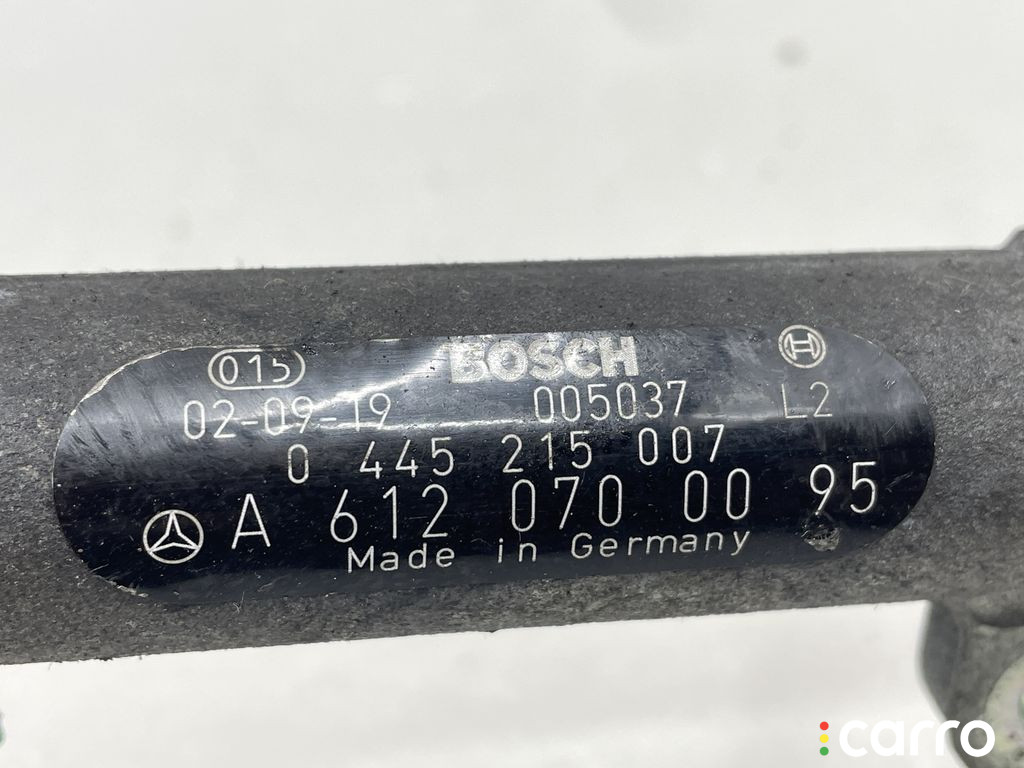 015 BOSCH
02-09-19 005037 L2
0 445 215 007
A 612 070 00 95
Made in Germany
carro